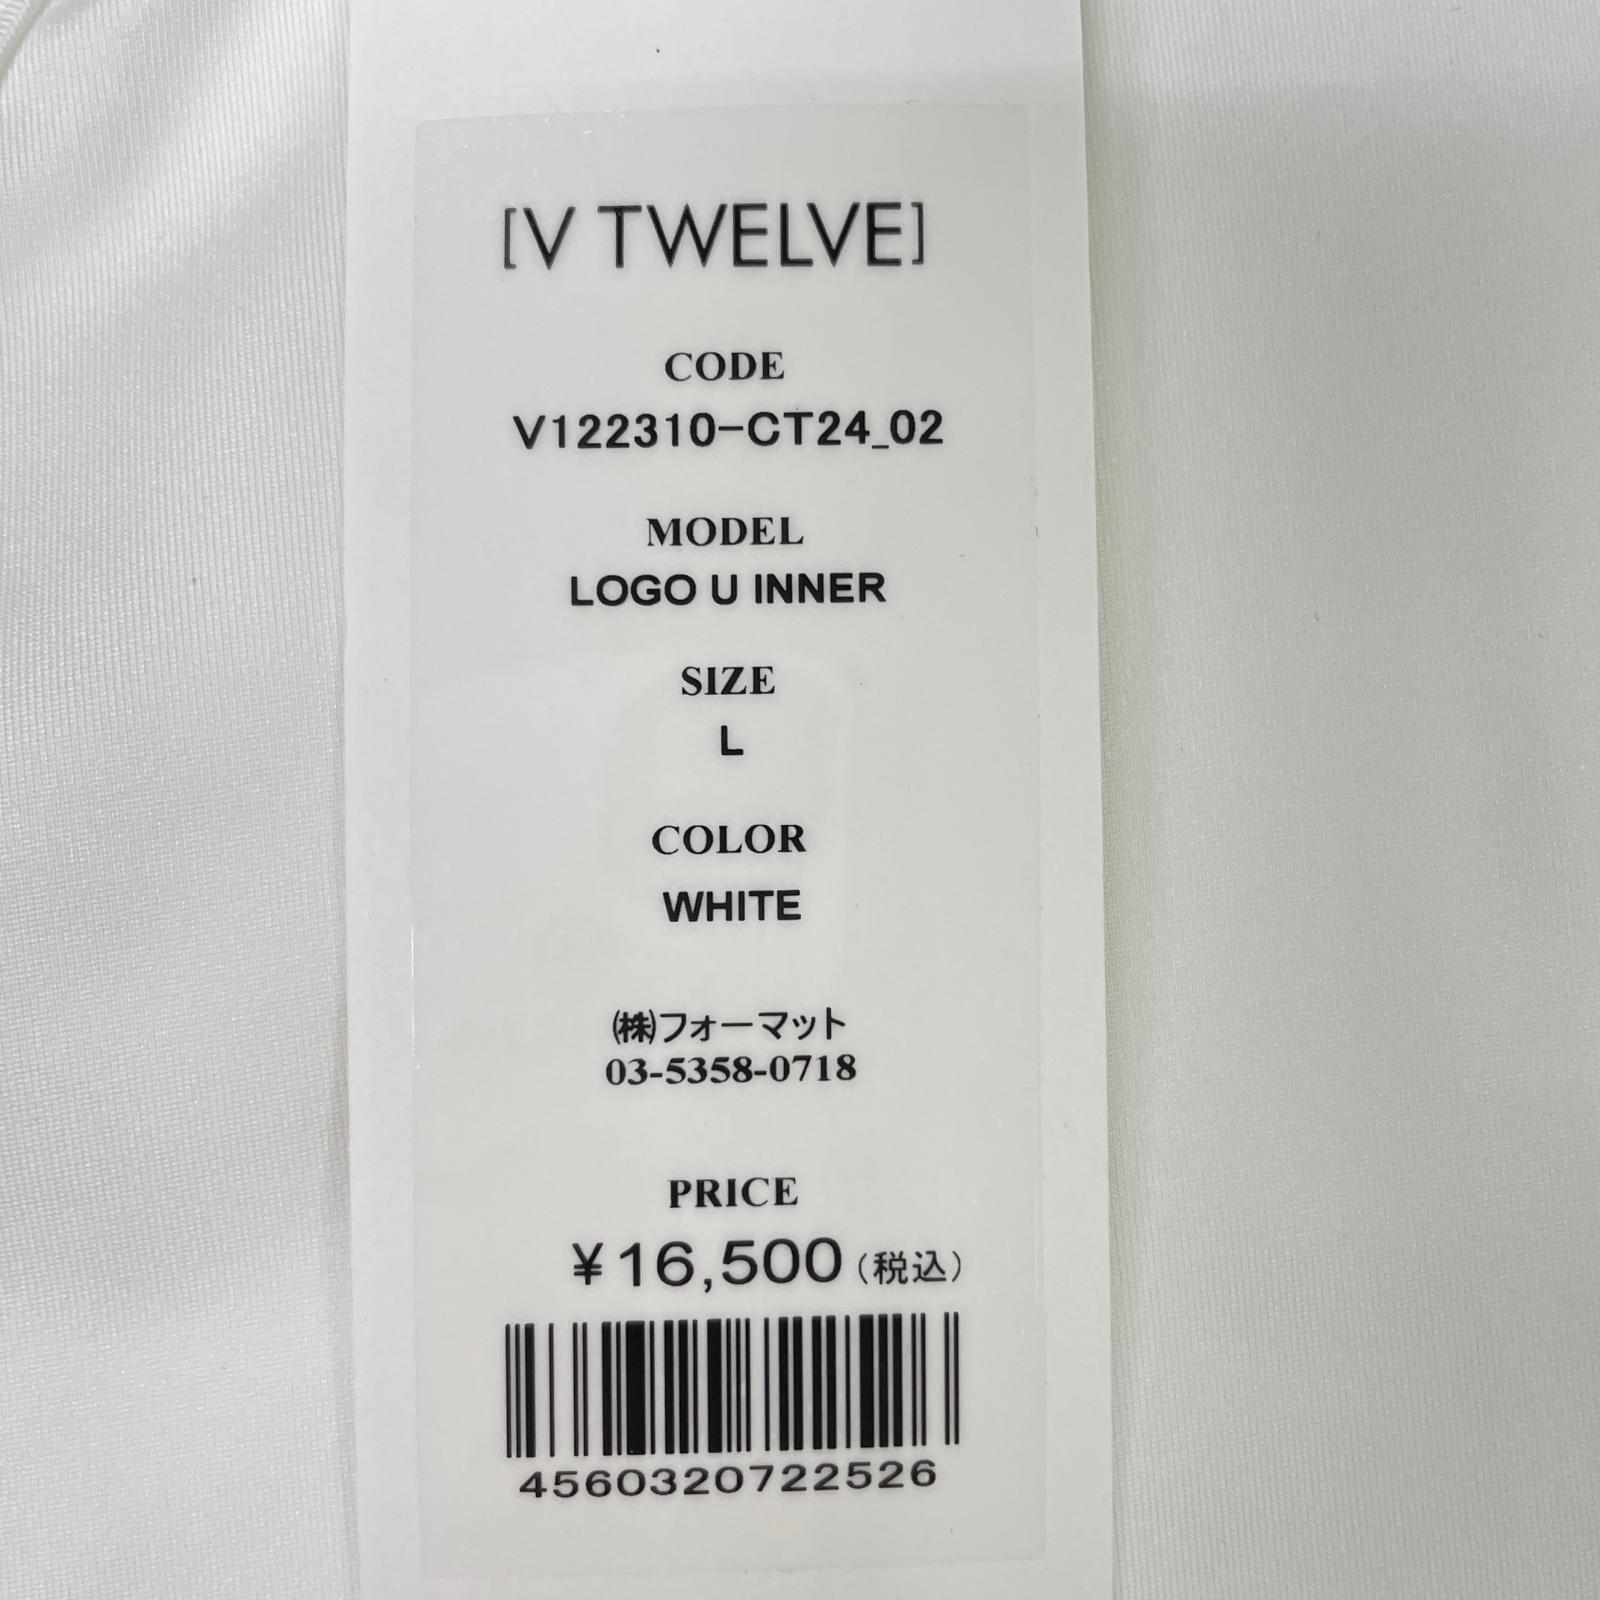 [V TWELVE]
CODE
V122310-CT24_02
MODEL
LOGO U INNER
SIZE
L
COLOR
WHITE
㈱フォーマット
03-5358-0718
PRICE
¥16,500(税込)
4560320722526